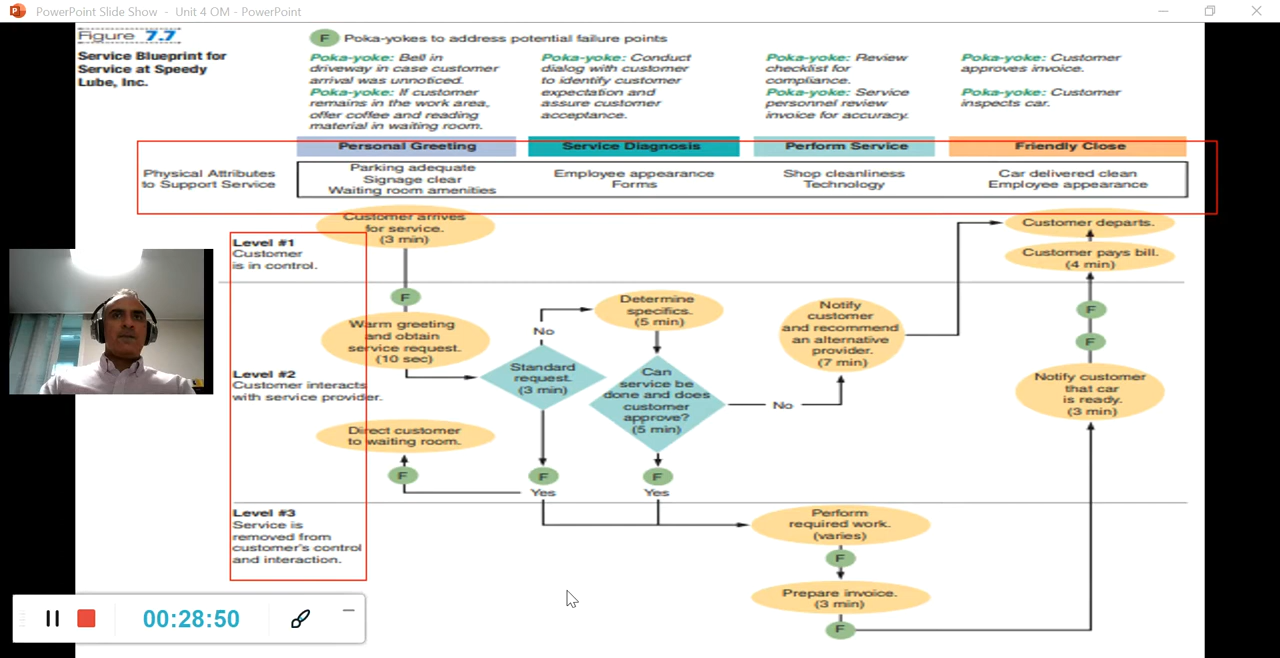 PowerPoint Slide Show - Unit 4 OM - PowerPoint
Figure 7.7
Service Blueprint for
Service at Speedy
Lube, Inc.
F Poka-yokes to address potential failure points
Poka-yoke: Bell in
driveway in case customer
arrival was unnoticed.
Poka-yoke: If customer
remains in the work area,
offer coffee and reading
material in waiting room.
Poka-yoke: Conduct
dialog with customer
to identify customer
expectation and
assure customer
acceptance.
Poka-yoke: Review
checklist for
compliance.
Poka-yoke: Service
personnel review
invoice for accuracy.
Poka-yoke: Customer
approves invoice.
Poka-yoke: Customer
inspects car.
Personal Greeting
Service Diagnosis
Perform Service
Friendly Close
Physical Attributes
to Support Service
Parking adequate
Signage clear
Waiting room amenities
Employee appearance
Forms
Shop cleanliness
Technology
Car delivered clean
Employee appearance
Level #1
Customer
is in control.
Customer arrives
for service.
(3 min)
Customer departs.
Customer pays bill.
(4 min)
F
F
F
Level #2
Customer interacts
with service provider.
Warm greeting
and obtain
service request.
(10 sec)
Standard
request.
(3 min)
No
Determine
specifics.
(5 min)
Can
service be
done and does
customer
approve?
(5 min)
No
Notify
customer
and recommend
an alternative
provider.
(7 min)
Notify customer
that car
is ready.
(3 min)
Direct customer
to waiting room.
F
F
Yes
F
Yes
Level #3
Service is
removed from
customer's control
and interaction.
Perform
required work.
(varies)
F
Prepare invoice.
(3 min)
F
00:28:50